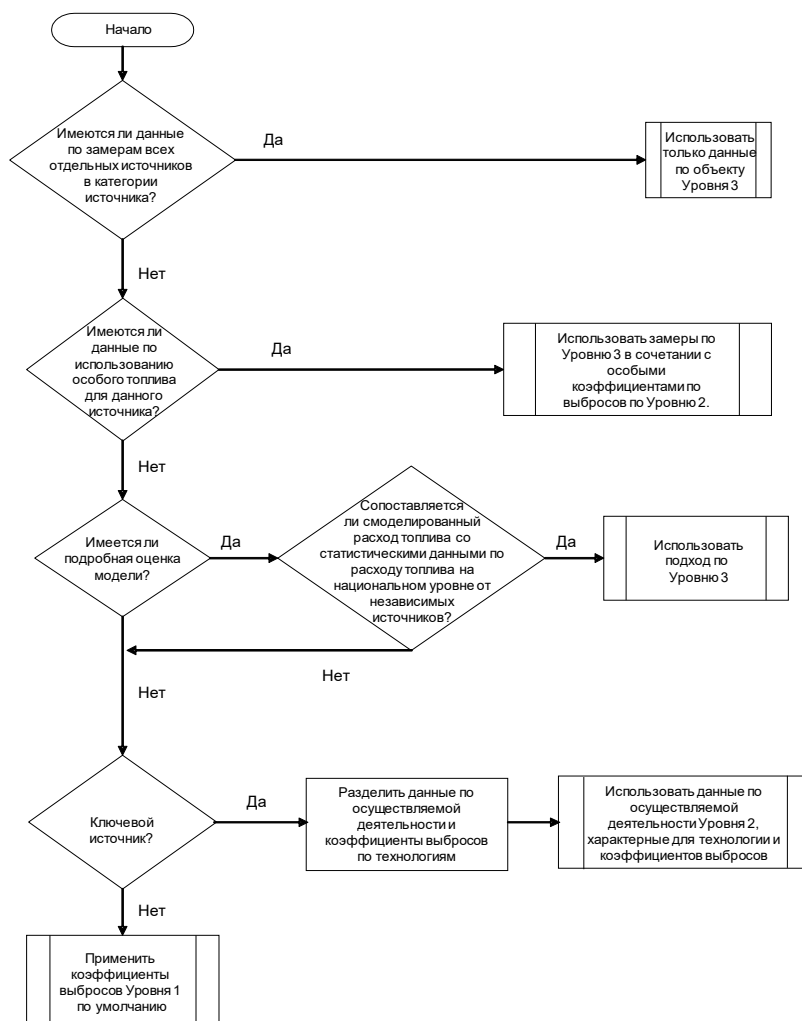 Начало
Имеются ли данные
по замерам всех
отдельных источников
в категории
источника?
Да
Использовать
только данные
по объекту
Уровня 3
Нет
Имеются ли
данные по
использованию
особого топлива
для данного
источника?
Да
Использовать замеры по
Уровню 3 в сочетании с
особыми
коэффициентами по
выбросов по Уровню 2.
Нет
Имеется ли
подробная оценка
модели?
Да
Сопоставляется
ли смоделированный
расход топлива со
статистическими данными по
расходу топлива на
национальном уровне от
независимых
источников?
Да
Использовать
подход по
Уровню 3
Нет
Нет
Ключевой
источник?
Да
Разделить данные по
осуществляемой
деятельности и
коэффициенты выбросов
по технологиям
Использовать данные по
осуществляемой
деятельности Уровня 2,
характерные для технологии и
коэффициентов выбросов
Нет
Применить
коэффициенты
выбросов Уровня 1
по умолчанию